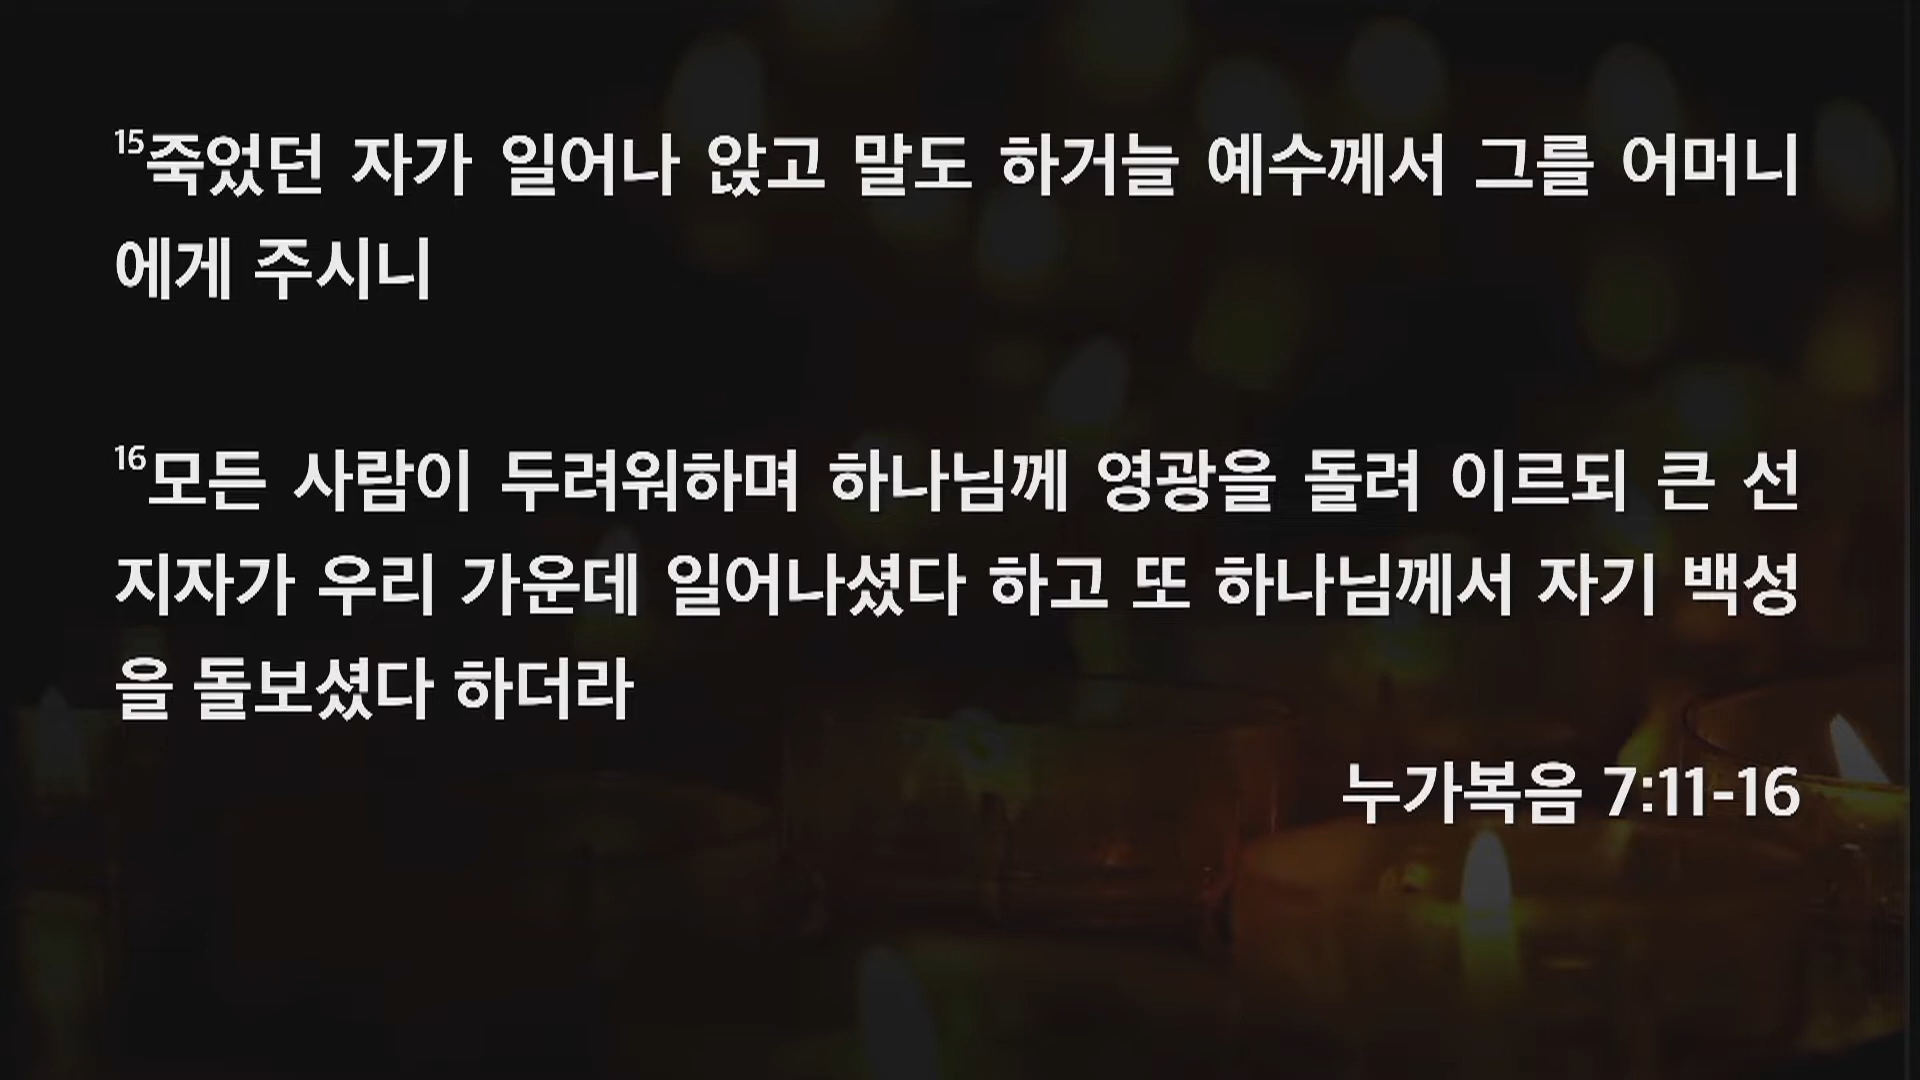 15죽었던 자가 일어나 앉고 말도 하거늘 예수께서 그를 어머니
에게 주시니
16모든 사람이 두려워하며 하나님께 영광을 돌려 이르되 큰 선
지자가 우리 가운데 일어나셨다 하고 또 하나님께서 자기 백성
을 돌보셨다 하더라
누가복음 7:11-16